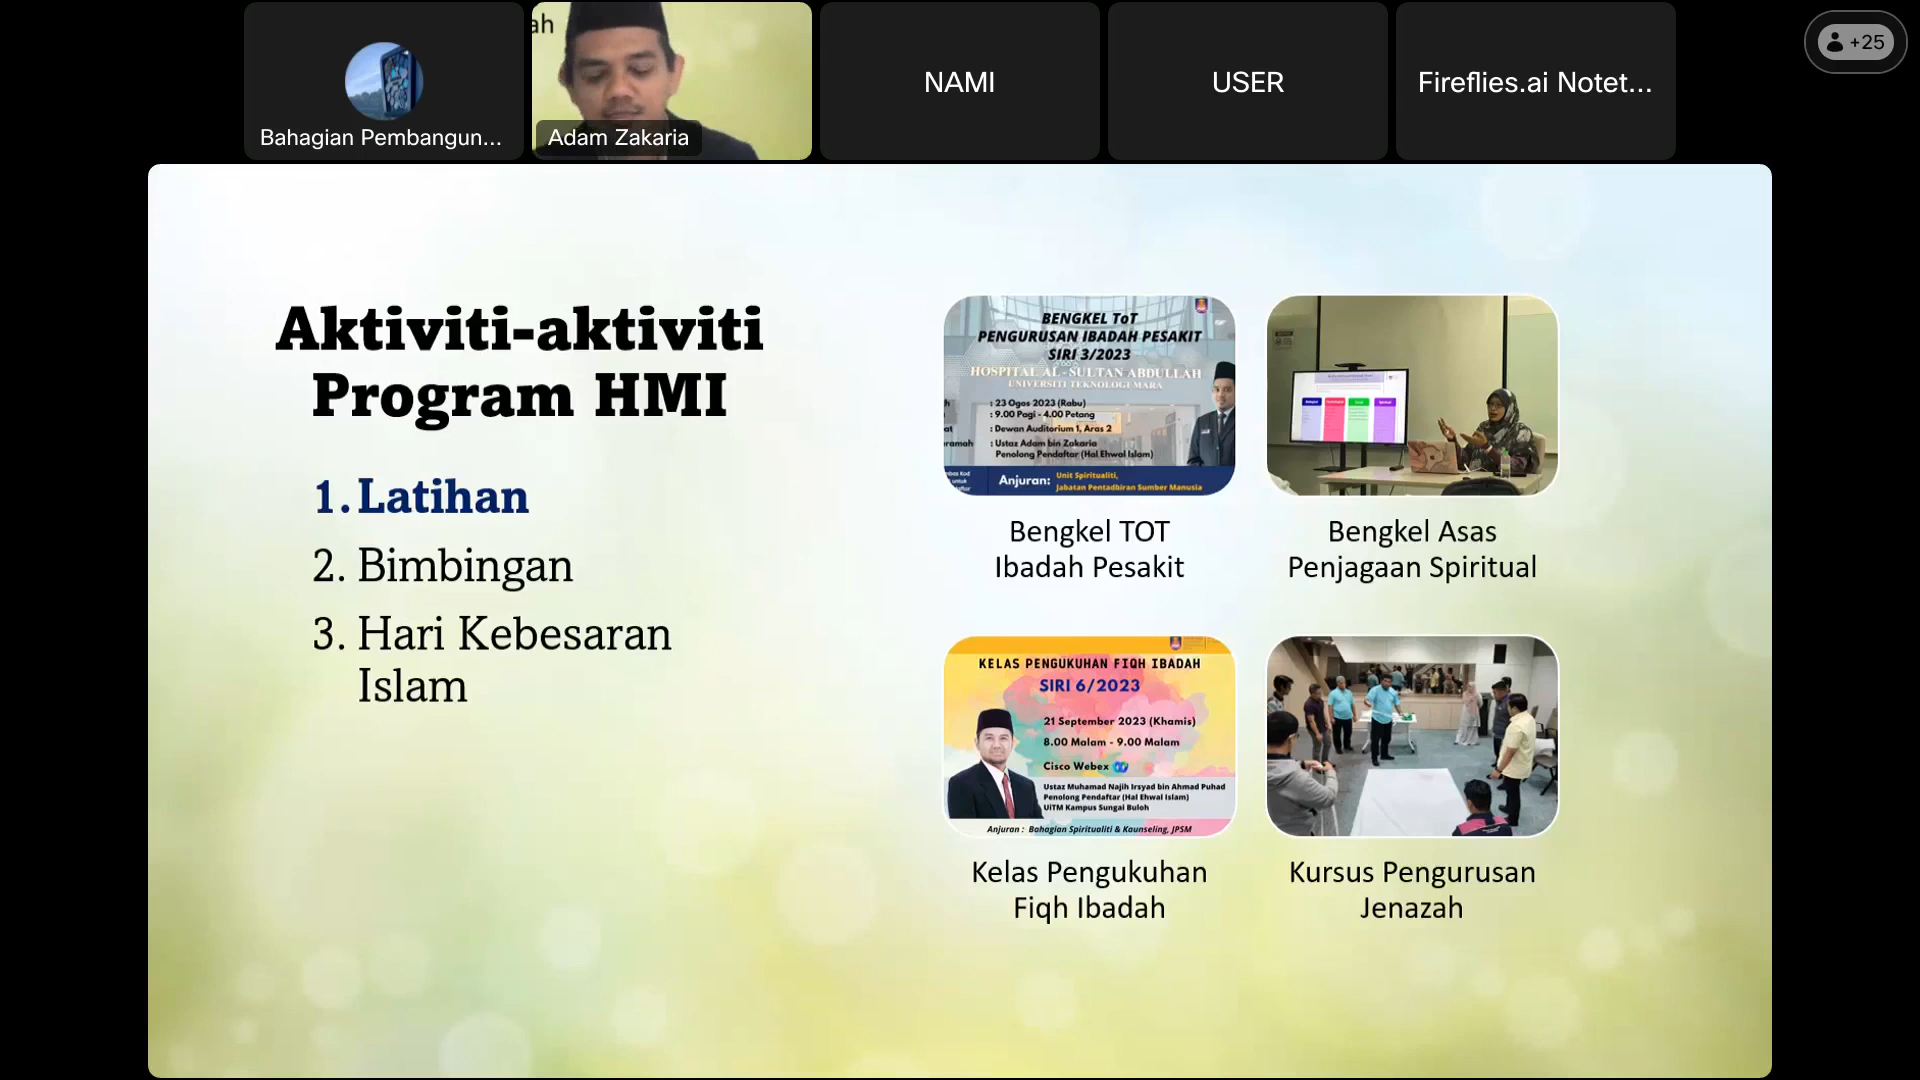 ah
Bahagian Pembangun...
Adam Zakaria
NAMI
USER
Fireflies.ai Notet...
+25
Aktiviti-aktiviti
Program HMI
1. Latihan
2. Bimbingan
3. Hari Kebesaran
Islam
BENGKEL ToT
PENGURUSAN IBADAH PESAKIT
SIRI 3/2023
HOSPITAL AL-SULTAN ABDULLAH
UNIVERSITI TEKNOLOGI MARA
h : 23 Ogos 2023 (Rabu)
: 9.00 Pagi - 4.00 Petang
at : Dewan Auditorium 1, Aras 2
ramah : Ustaz Adam bin Zakaria
Penolong Pendaftar (Hal Ehwal Islam)
Anjuran: Unit Spiritualiti,
Jabatan Pentadbiran Sumber Manusia
Bengkel TOT
Ibadah Pesakit
Bengkel Asas
Penjagaan Spiritual
KELAS PENGUKUHAN FIQH IBADAH
SIRI 6/2023
21 September 2023 (Khamis)
8.00 Malam - 9.00 Malam
Cisco Webex
Ustaz Muhamad Najih Irsyad bin Ahmad Puhad
Penolong Pendaftar (Hal Ehwal Islam)
UiTM Kampus Sungai Buloh
Anjuran : Bahagian Spiritualiti & Kaunseling, JPSM
Kelas Pengukuhan
Fiqh Ibadah
Kursus Pengurusan
Jenazah